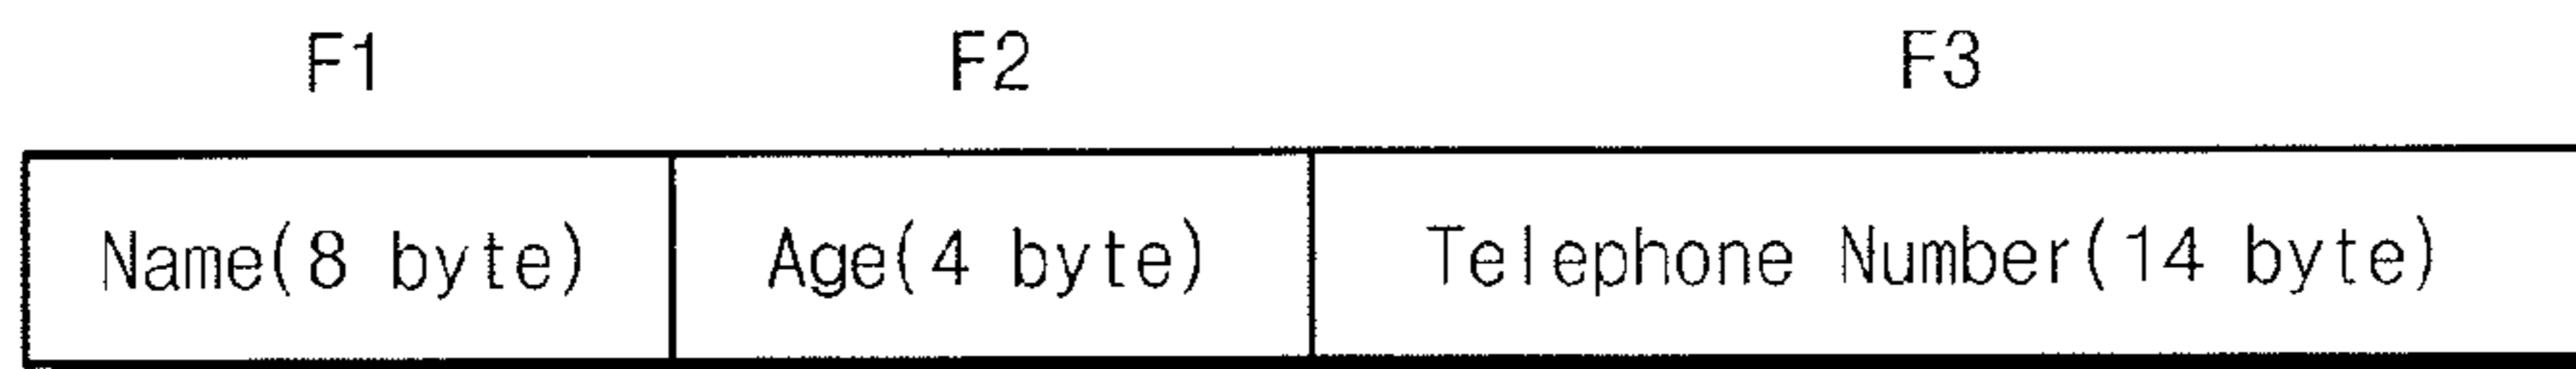 F1 F2 F3
Name(8 byte) Age(4 byte) Telephone Number(14 byte)